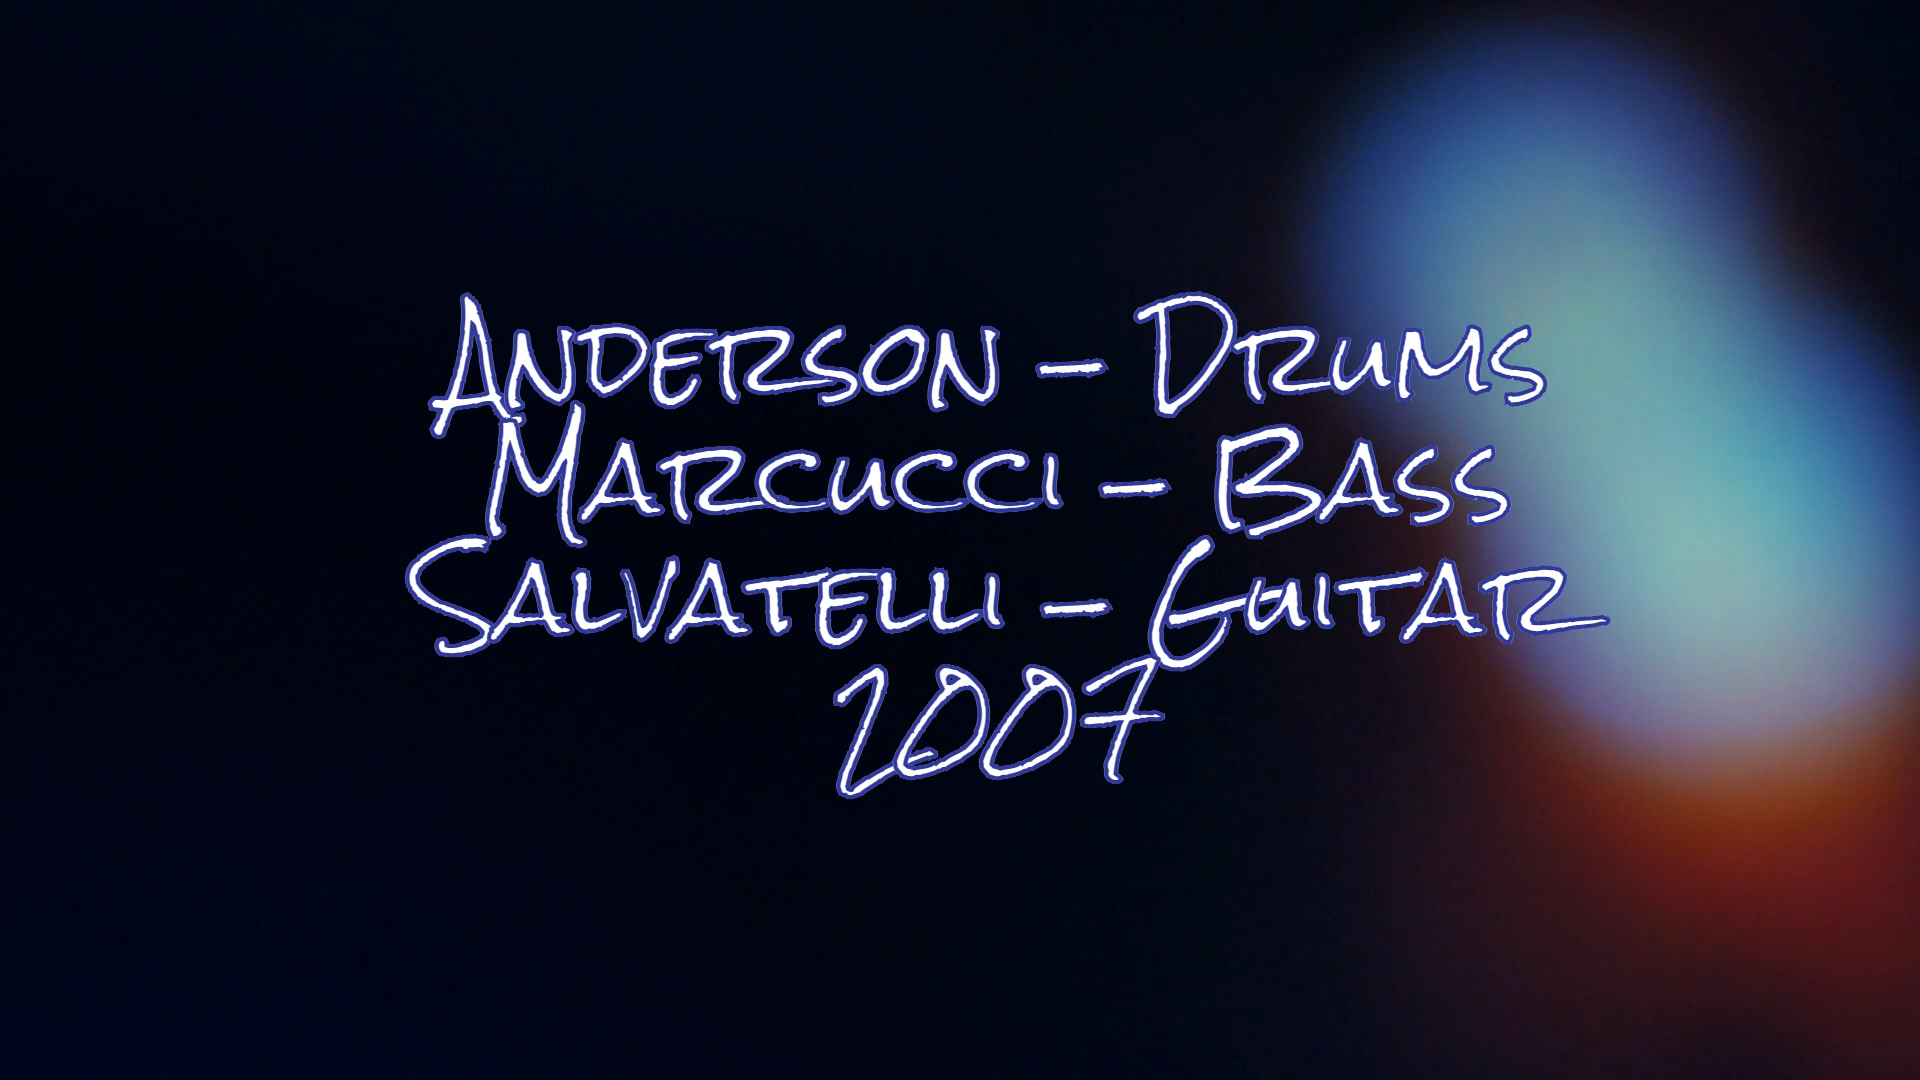 Anderson - Drums
Marcucci - Bass
Salvatelli - Guitar
2007